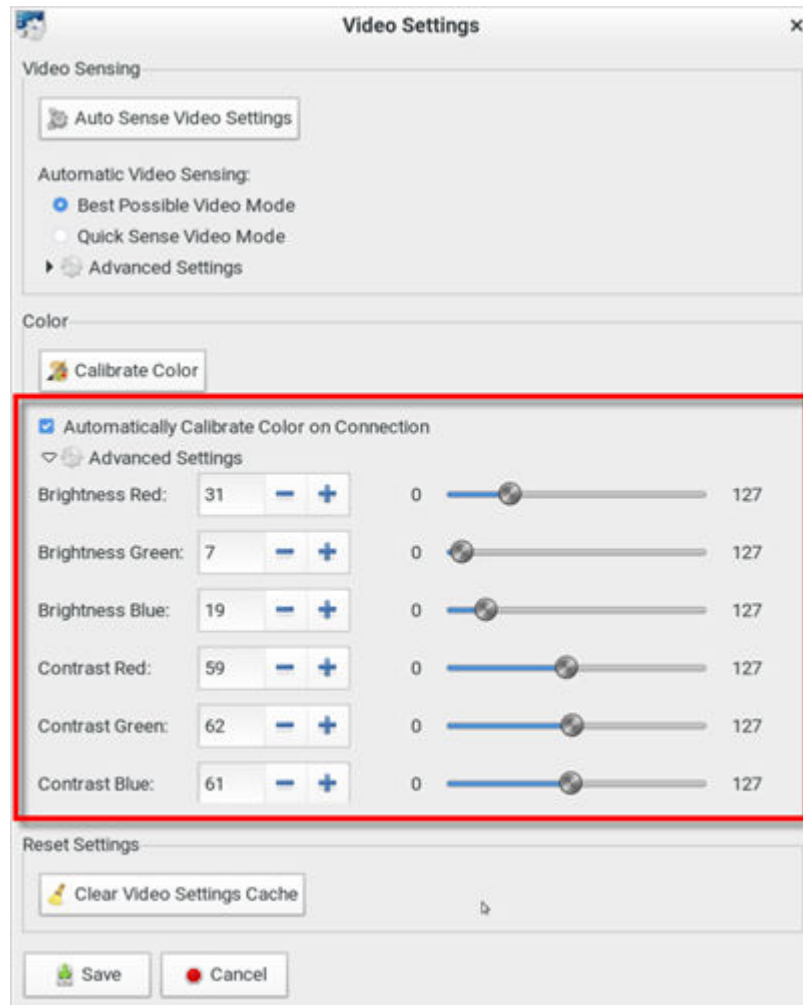 Video Settings
Video Sensing
Auto Sense Video Settings
Automatic Video Sensing:
Best Possible Video Mode
Quick Sense Video Mode
Advanced Settings
Color
Calibrate Color
Automatically Calibrate Color on Connection
Advanced Settings
Brightness Red: 31 0 127
Brightness Green: 7 0 127
Brightness Blue: 19 0 127
Contrast Red: 59 0 127
Contrast Green: 62 0 127
Contrast Blue: 61 0 127
Reset Settings
Clear Video Settings Cache
Save Cancel